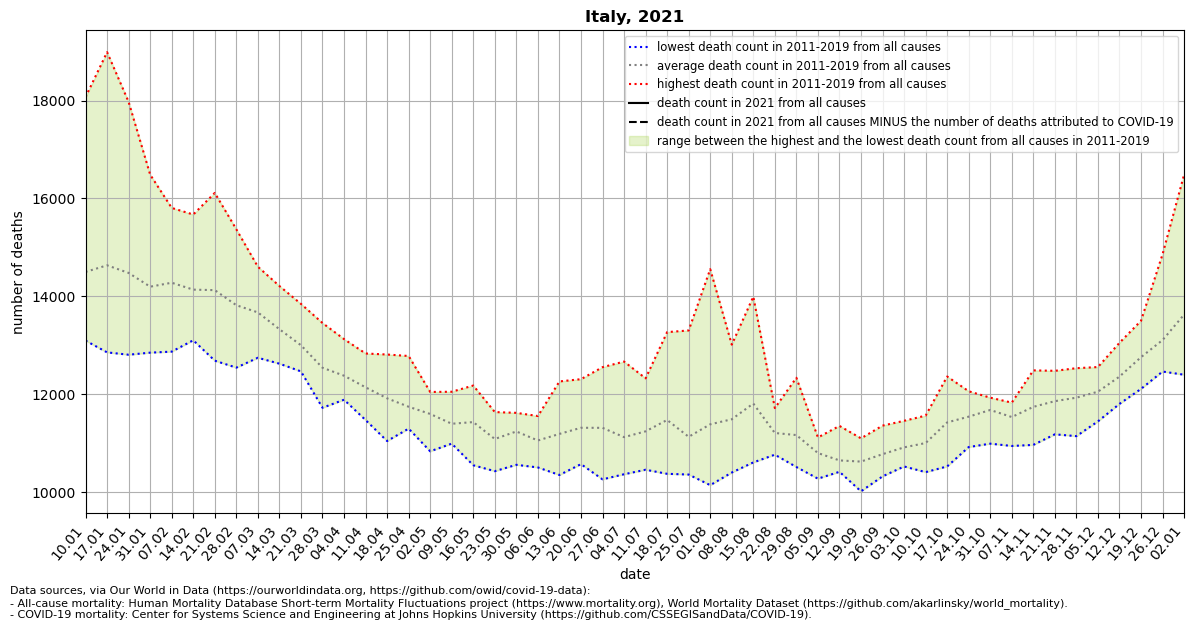 Italy, 2021
lowest death count in 2011-2019 from all causes
average death count in 2011-2019 from all causes
highest death count in 2011-2019 from all causes
death count in 2021 from all causes
death count in 2021 from all causes MINUS the number of deaths attributed to COVID-19
range between the highest and the lowest death count from all causes in 2011-2019
number of deaths
18000
16000
14000
12000
10000
10.01 17.01 24.01 31.01 07.02 14.02 21.02 28.02 07.03 14.03 21.03 28.03 04.04 11.04 18.04 25.04 02.05 09.05 16.05 23.05 30.05 06.06 13.06 20.06 27.06 04.07 11.07 18.07 25.07 01.08 08.08 15.08 22.08 29.08 05.09 12.09 19.09 26.09 03.10 10.10 17.10 24.10 31.10 07.11 14.11 21.11 28.11 05.12 12.12 19.12 26.12 02.01
date
Data sources, via Our World in Data (https://ourworldindata.org, https://github.com/owid/covid-19-data):
- All-cause mortality: Human Mortality Database Short-term Mortality Fluctuations project (https://www.mortality.org), World Mortality Dataset (https://github.com/akarlinsky/world_mortality).
- COVID-19 mortality: Center for Systems Science and Engineering at Johns Hopkins University (https://github.com/CSSEGISandData/COVID-19).